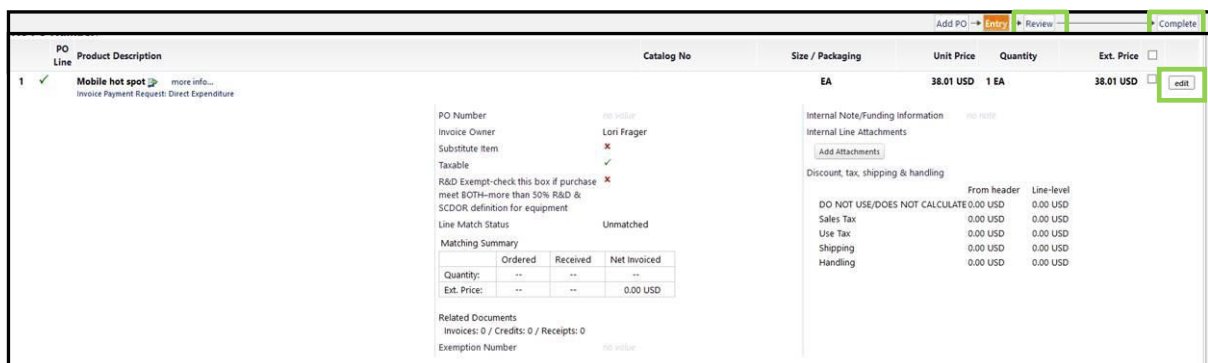 Add PO Entry Review Complete
PO Line Product Description Catalog No Size / Packaging Unit Price Quantity Ext. Price
1 Mobile hot spot more info... EA 38.01 USD 1 EA 38.01 USD edit
Invoice Payment Request: Direct Expenditure
PO Number no value
Invoice Owner Lori Frager
Substitute Item
Taxable
R&D Exempt-check this box if purchase
meet BOTH–more than 50% R&D &
SCDOR definition for equipment
Line Match Status Unmatched
Matching Summary
Ordered Received Net Invoiced
Quantity: -- -- --
Ext. Price: -- -- 0.00 USD
Related Documents
Invoices: 0 / Credits: 0 / Receipts: 0
Exemption Number no value
Internal Note/Funding Information no note
Internal Line Attachments
Add Attachments
Discount, tax, shipping & handling
From header Line-level
DO NOT USE/DOES NOT CALCULATE 0.00 USD 0.00 USD
Sales Tax 0.00 USD 0.00 USD
Use Tax 0.00 USD 0.00 USD
Shipping 0.00 USD 0.00 USD
Handling 0.00 USD 0.00 USD